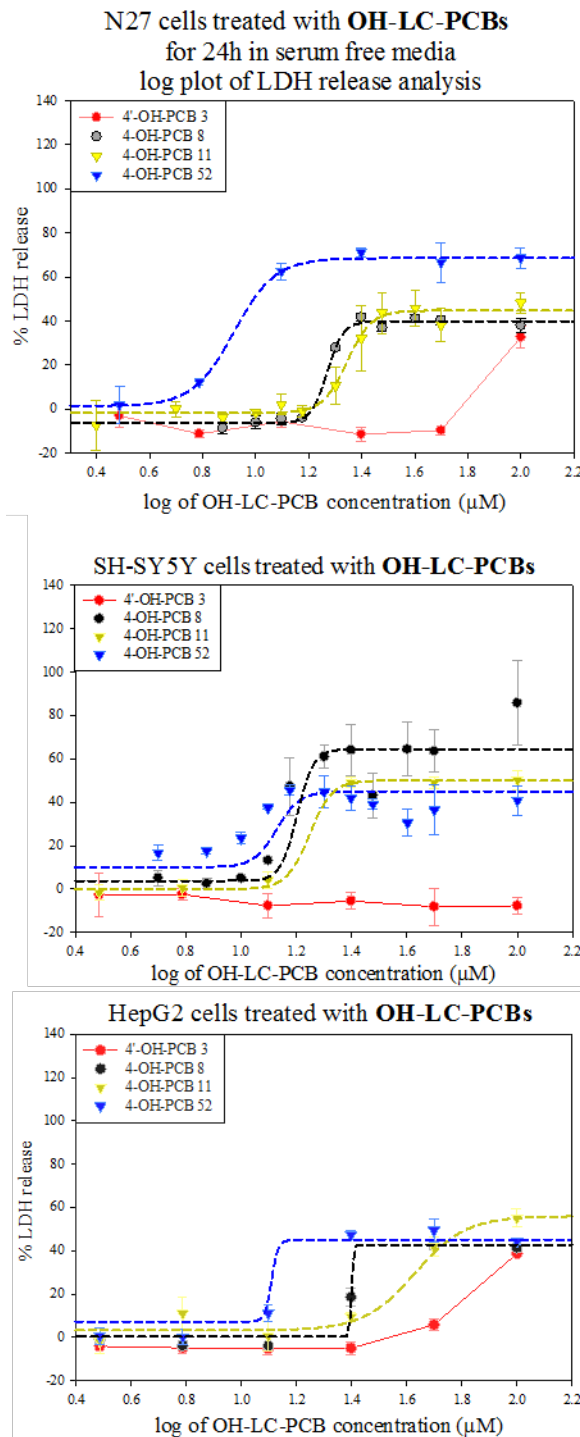 N27 cells treated with OH-LC-PCBs
for 24h in serum free media
log plot of LDH release analysis
140
120
100
80
60
40
20
0
-20
% LDH release
4'-OH-PCB 3
4-OH-PCB 8
4-OH-PCB 11
4-OH-PCB 52
0.4 0.6 0.8 1.0 1.2 1.4 1.6 1.8 2.0 2.2
log of OH-LC-PCB concentration (µM)
SH-SY5Y cells treated with OH-LC-PCBs
140
120
100
80
60
40
20
0
-20
% LDH release
4'-OH-PCB 3
4-OH-PCB 8
4-OH-PCB 11
4-OH-PCB 52
0.4 0.6 0.8 1.0 1.2 1.4 1.6 1.8 2.0 2.2
log of OH-LC-PCB concentration (µM)
HepG2 cells treated with OH-LC-PCBs
140
120
100
80
60
40
20
0
-20
% LDH release
4'-OH-PCB 3
4-OH-PCB 8
4-OH-PCB 11
4-OH-PCB 52
0.4 0.6 0.8 1.0 1.2 1.4 1.6 1.8 2.0 2.2
log of OH-LC-PCB concentration (µM)